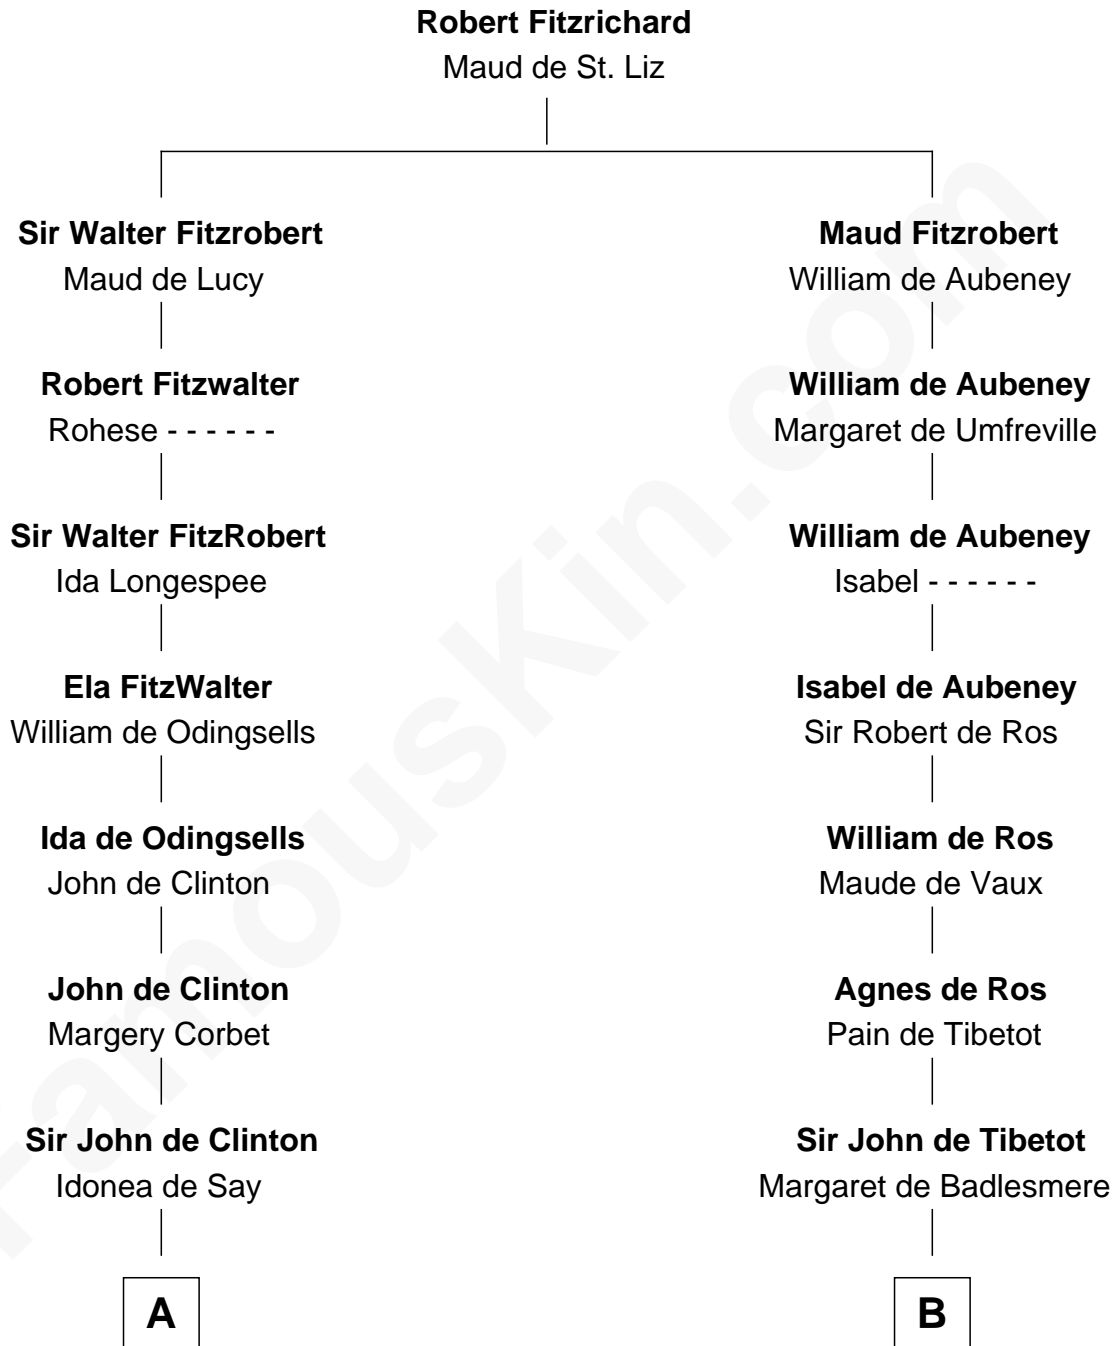 Robert Fitzrichard
Maud de St. Liz
Sir Walter Fitzrobert
Maud de Lucy
Maud Fitzrobert
William de Aubeney
Robert Fitzwalter
Rohese - - - - - -
William de Aubeney
Margaret de Umfreville
Sir Walter FitzRobert
Ida Longespee
William de Aubeney
Isabel - - - - - -
Ela FitzWalter
William de Odingsells
Isabel de Aubeney
Sir Robert de Ros
Ida de Odingsells
John de Clinton
William de Ros
Maude de Vaux
John de Clinton
Margery Corbet
Agnes de Ros
Pain de Tibetot
Sir John de Clinton
Idonea de Say
Sir John de Tibetot
Margaret de Badlesmere
A
B
FamousKin.com